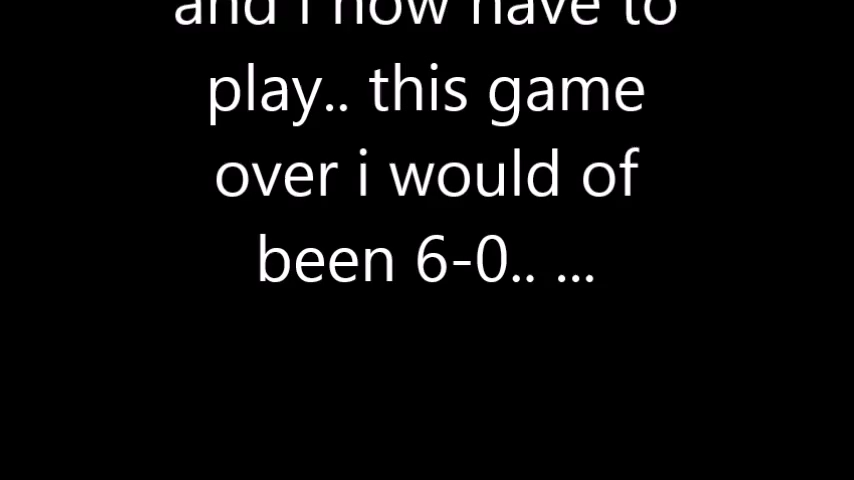 and i now have to
play.. this game
over i would of
been 6-0.. ...